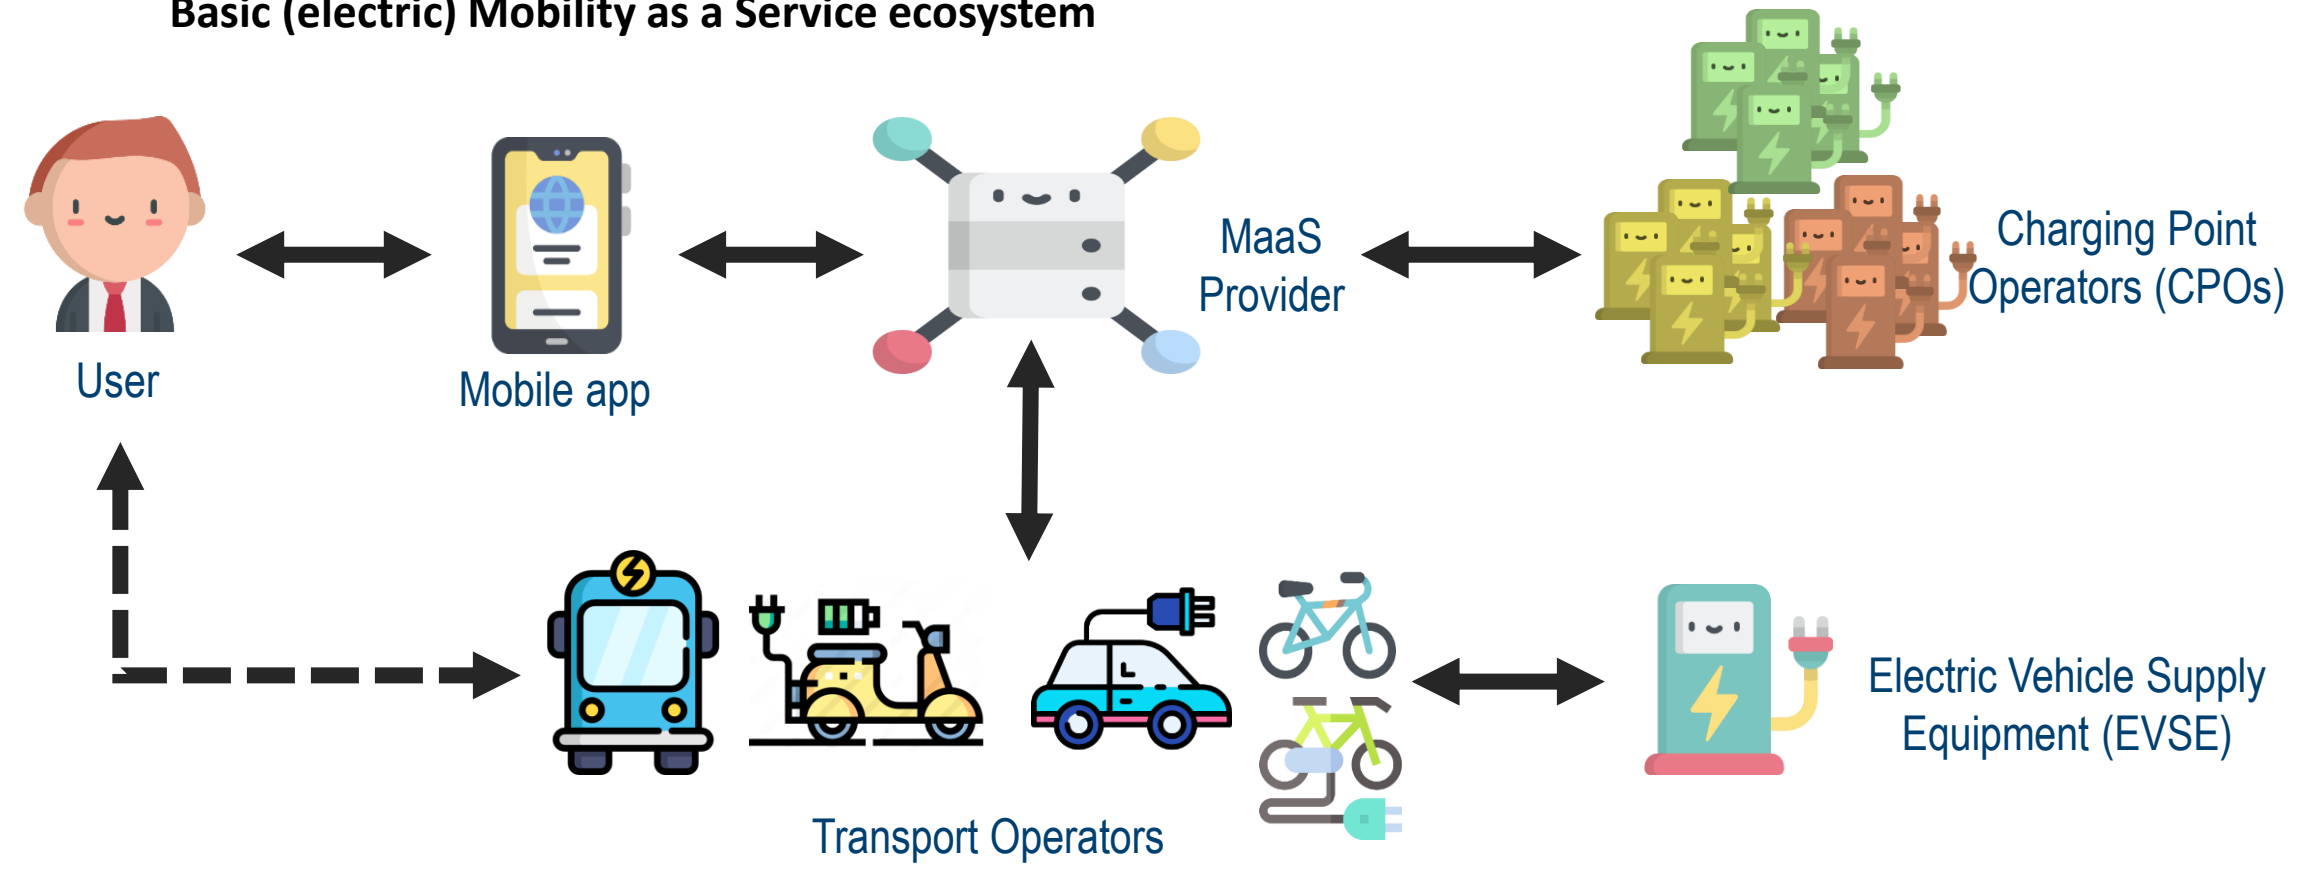 Basic (electric) Mobility as a Service ecosystem
User
Mobile app
MaaS
Provider
Charging Point
Operators (CPOs)
Transport Operators
Electric Vehicle Supply
Equipment (EVSE)